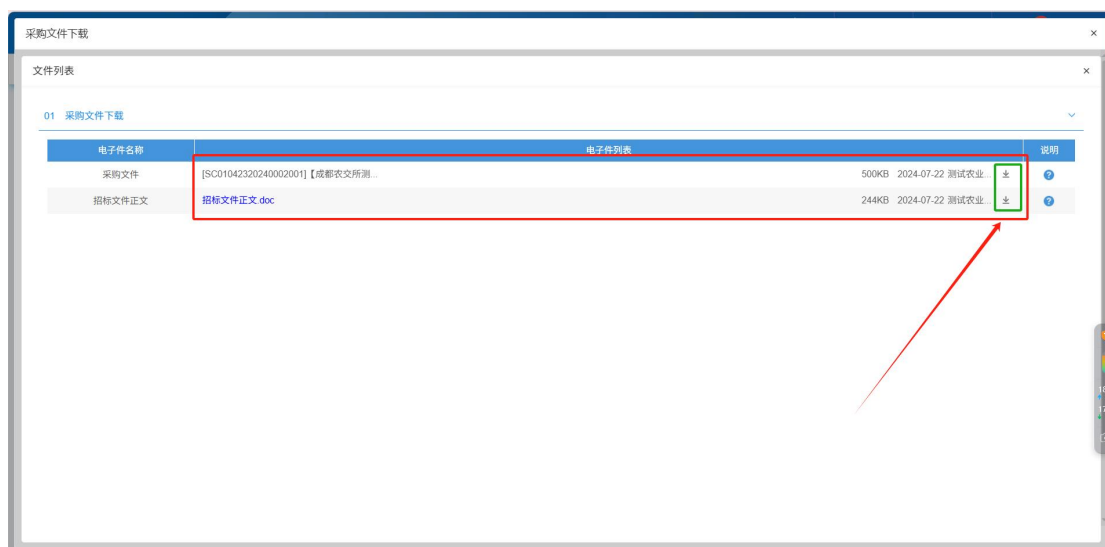 采购文件下载 ×
文件列表 ×
01 采购文件下载
电子件名称 电子件列表 说明
采购文件 [SC01042320240002001]【成都农交所测... 500KB 2024-07-22 测试农业... ?
招标文件正文 招标文件正文.doc 244KB 2024-07-22 测试农业... ?